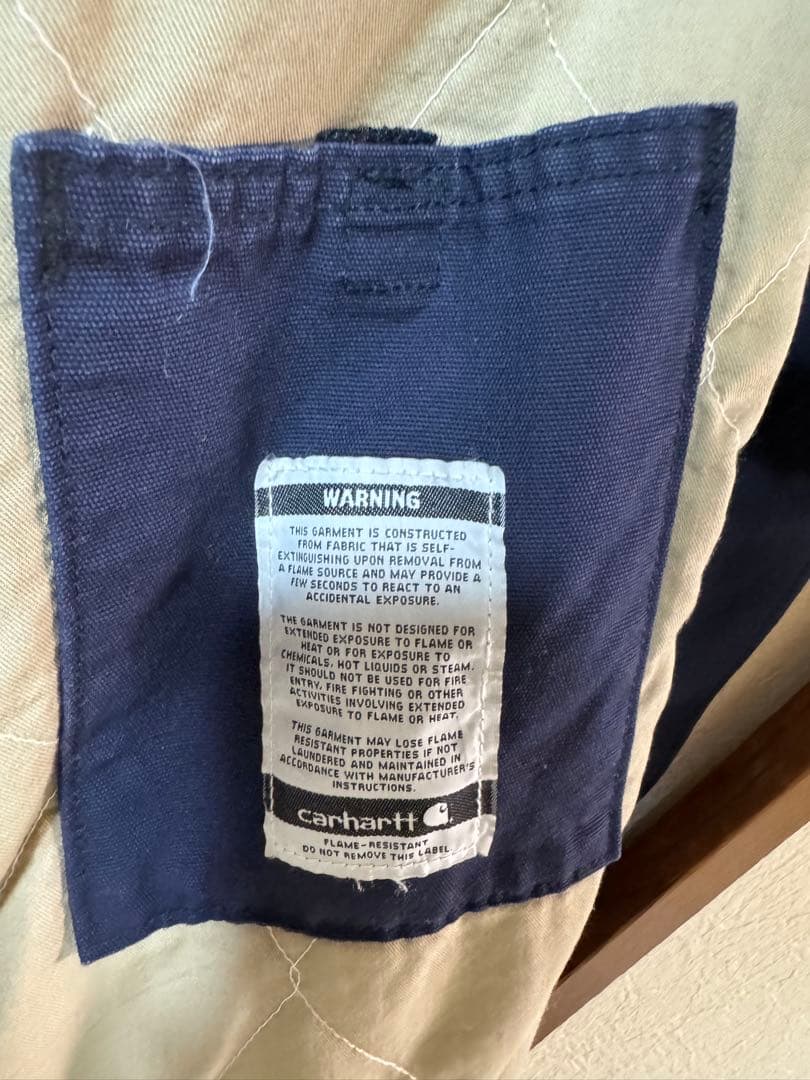 WARNING
THIS GARMENT IS CONSTRUCTED
FROM FABRIC THAT IS SELF-
EXTINGUISHING UPON REMOVAL FROM
A FLAME SOURCE AND MAY PROVIDE A
FEW SECONDS TO REACT TO AN
ACCIDENTAL EXPOSURE.
THE GARMENT IS NOT DESIGNED FOR
EXTENDED EXPOSURE TO FLAME OR
HEAT OR FOR EXPOSURE TO
CHEMICALS, HOT LIQUIDS OR STEAM.
IT SHOULD NOT BE USED FOR FIRE
ENTRY, FIRE FIGHTING OR OTHER
ACTIVITIES INVOLVING EXTENDED
EXPOSURE TO FLAME OR HEAT.
THIS GARMENT MAY LOSE FLAME
RESISTANT PROPERTIES IF NOT
LAUNDERED AND MAINTAINED IN
ACCORDANCE WITH MANUFACTURER'S
INSTRUCTIONS.
carhartt
FLAME-RESISTANT
DO NOT REMOVE THIS LABEL.